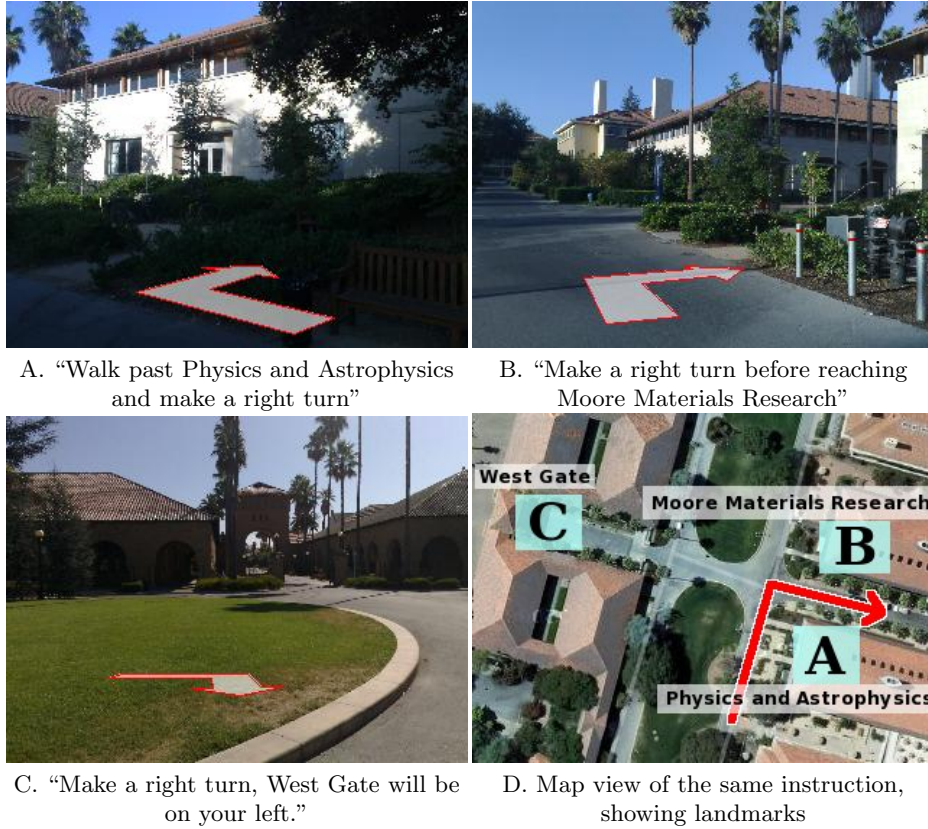 A. “Walk past Physics and Astrophysics
and make a right turn”
B. “Make a right turn before reaching
Moore Materials Research”
West Gate
C
Moore Materials Research
B
A
Physics and Astrophysics
C. “Make a right turn, West Gate will be
on your left.”
D. Map view of the same instruction,
showing landmarks